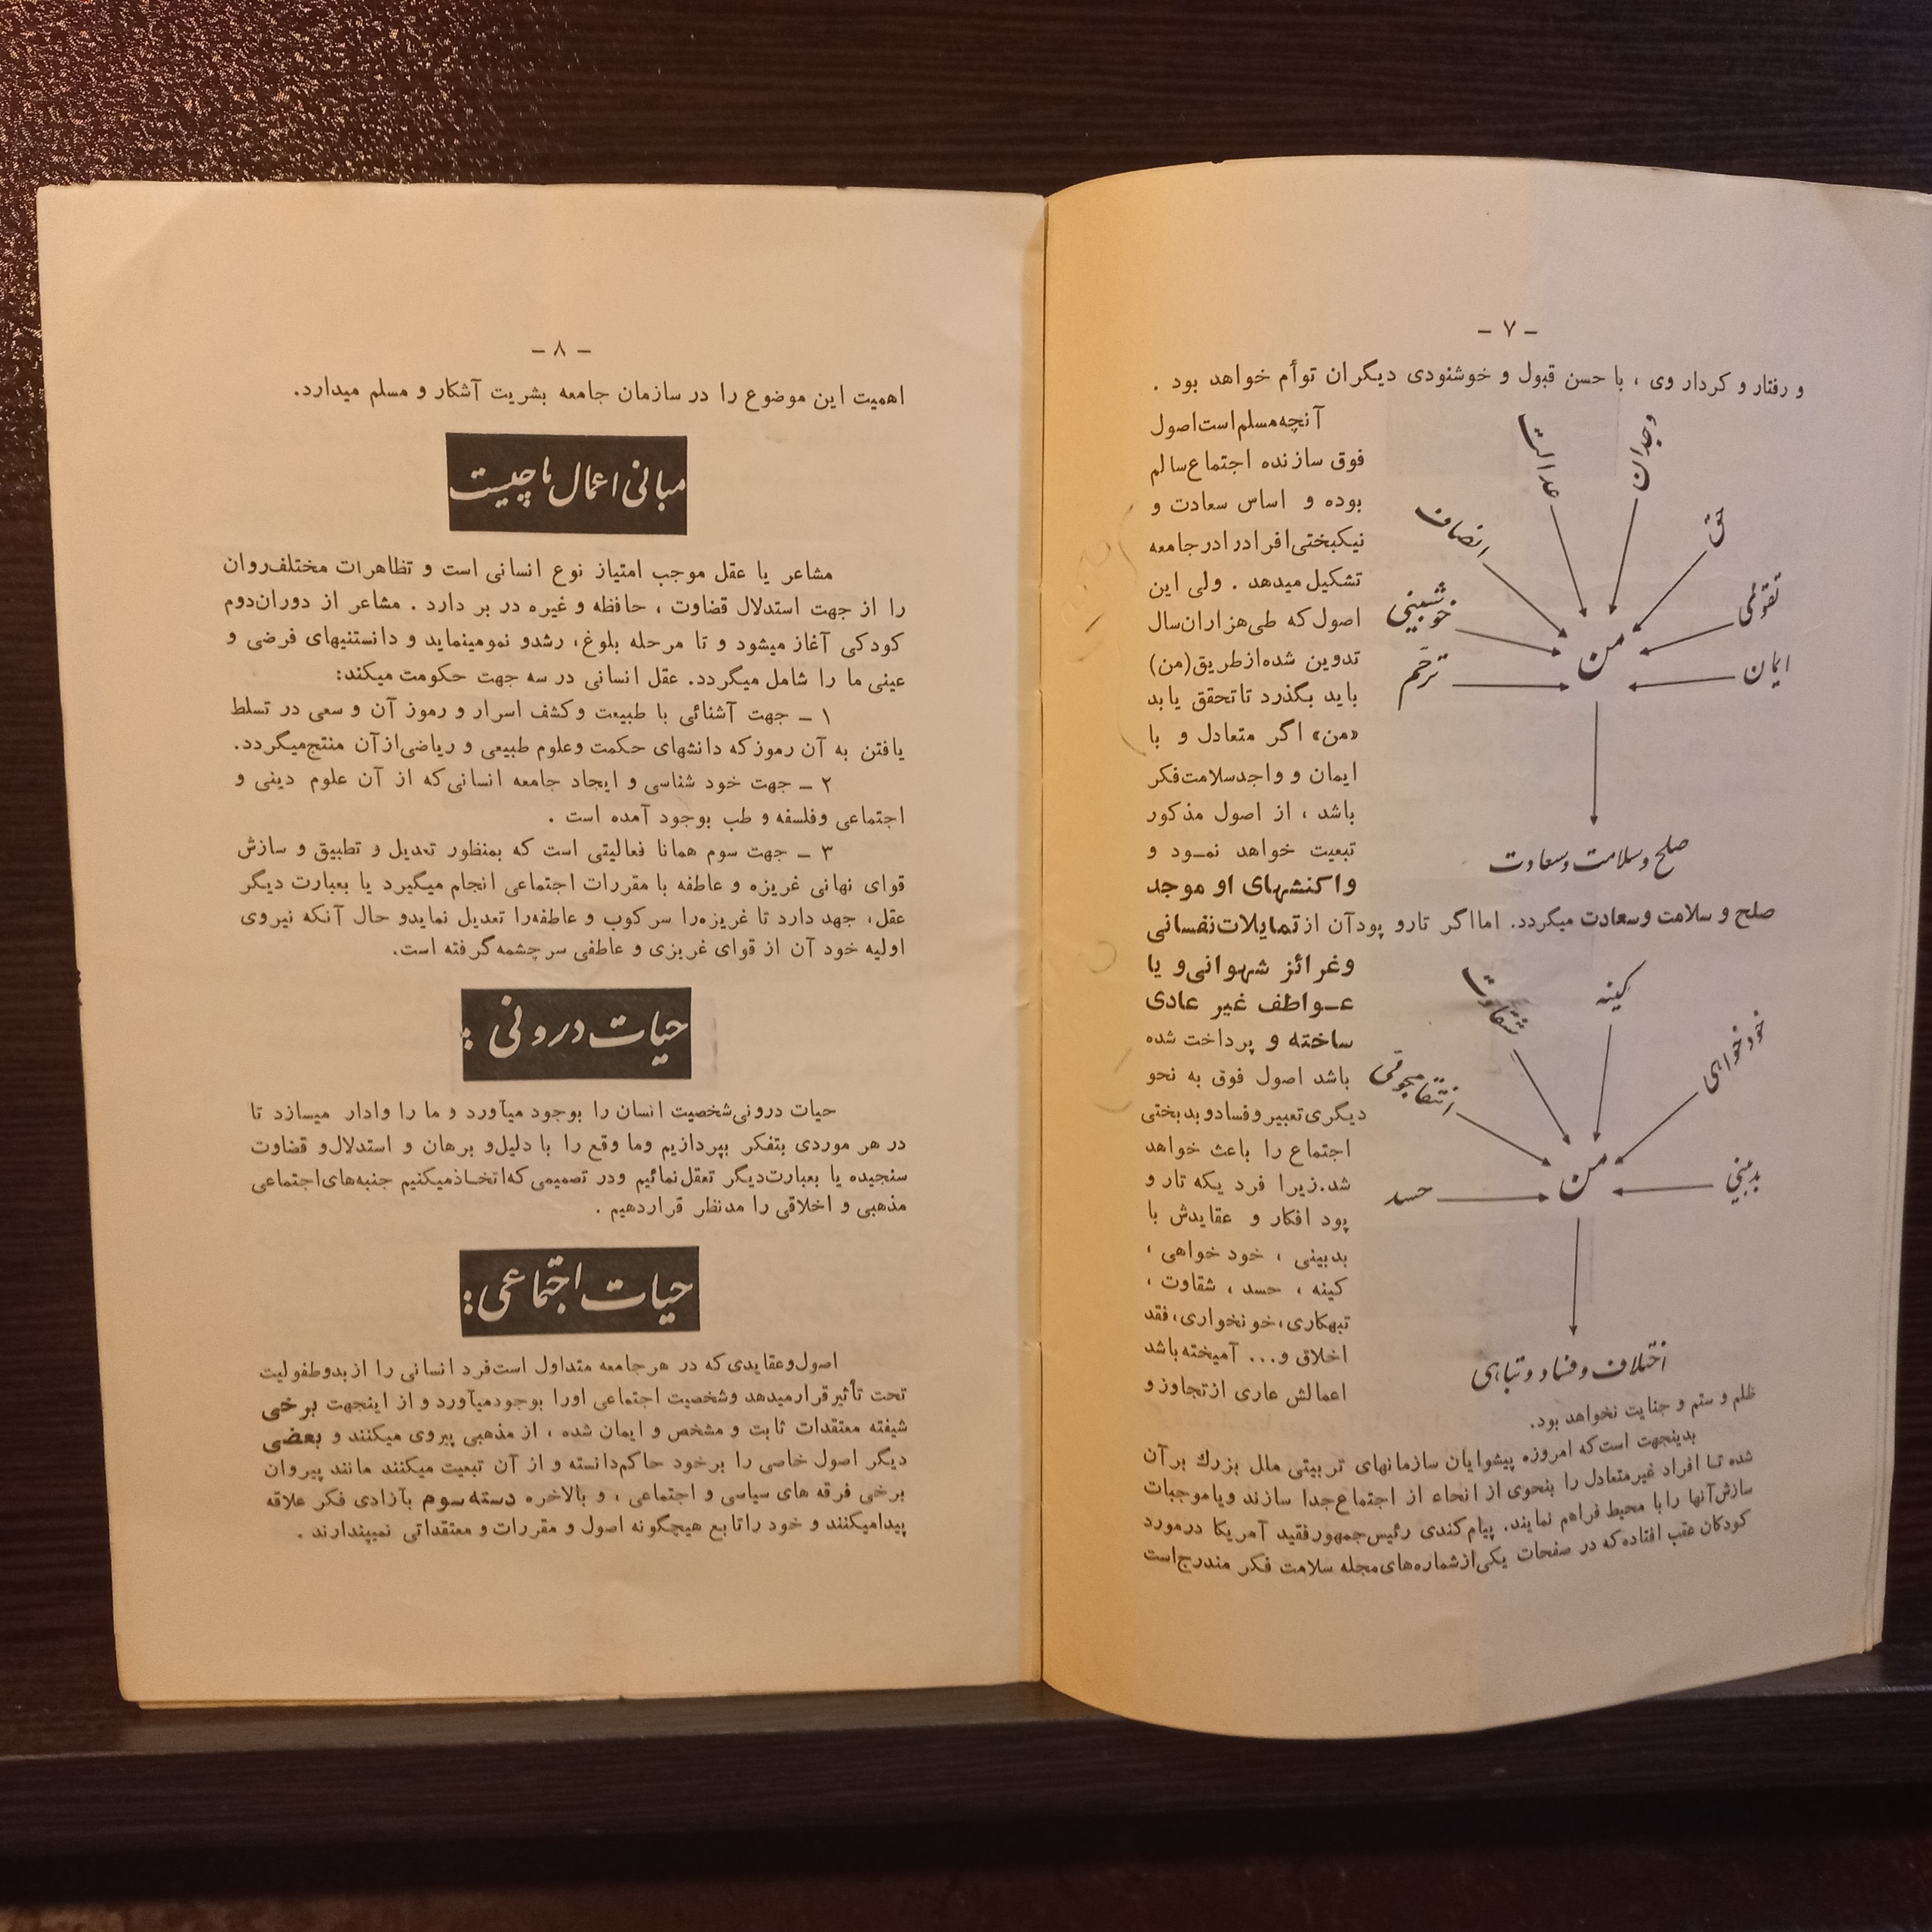 - ۷ -
و رفتار و کردار وی ، با حسن قبول و خوشنودی دیگران توأم خواهد بود .
وجدان
عدالت
حق
انصاف
تقوی
خوشبینی
ایمان
ترحم
من
صلح و سلامت و سعادت
آنچه مسلم است اصول
فوق سازنده اجتماع سالم
بوده و اساس سعادت و
نیکبختی افراد را در جامعه
تشکیل میدهد . ولی این
اصول که طی هزاران سال
تدوین شده از طریق (من)
باید بگذرد تا تحقق یابد
«من» اگر متعادل و با
ایمان و واجد سلامت فکر
باشد ، از اصول مذکور
تبعیت خواهد نمود و
واکنشهای او موجد
صلح و سلامت و سعادت میگردد. اما اگر تار و پود آن از تمایلات نفسانی
کینه
شقاوت
خودخواهی
انتقامجوئی
بدبینی
حسد
من
اختلاف و فساد و تباهی
و غرائز شهوانی و یا
عواطف غیر عادی
ساخته و پرداخت شده
باشد اصول فوق به نحو
دیگری تعبیر و فساد و بدبختی
اجتماع را باعث خواهد
شد. زیرا فرد یکه تار و
پود افکار و عقایدش با
بدبینی ، خود خواهی ،
کینه ، حسد ، شقاوت ،
تبهکاری، خونخواری، فقد
اخلاق و... آمیخته باشد
اعمالش عاری از تجاوز و
ظلم و ستم و جنایت نخواهد بود.
بدینجهت است که امروزه پیشوایان سازمانهای تربیتی ملل بزرك بر آن
شده تا افراد غیر متعادل را بنحوی از انحاء از اجتماع جدا سازند و یا موجبات
سازش آنها را با محیط فراهم نمایند. پیام کندی رئیس جمهور فقید آمریکا در مورد
کودکان عقب افتاده که در صفحات یکی از شماره های مجله سلامت فکر مندرج است
- ۸ -
اهمیت این موضوع را در سازمان جامعه بشریت آشکار و مسلم میدارد.
مبانی اعمال ما چیست
مشاعر یا عقل موجب امتیاز نوع انسانی است و تظاهرات مختلف روان
را از جهت استدلال قضاوت ، حافظه و غیره در بر دارد . مشاعر از دوران دوم
کودکی آغاز میشود و تا مرحله بلوغ، رشد و نمو مینماید و دانستنیهای فرضی و
عینی ما را شامل میگردد. عقل انسانی در سه جهت حکومت میکند:
۱ - جهت آشنائی با طبیعت و کشف اسرار و رموز آن و سعی در تسلط
یافتن به آن رموز که دانشهای حکمت و علوم طبیعی و ریاضی از آن منتج میگردد.
۲ - جهت خود شناسی و ایجاد جامعه انسانی که از آن علوم دینی و
اجتماعی و فلسفه و طب بوجود آمده است .
۳ - جهت سوم همانا فعالیتی است که بمنظور تعدیل و تطبیق و سازش
قوای نهانی غریزه و عاطفه با مقررات اجتماعی انجام میگیرد یا بعبارت دیگر
عقل، جهد دارد تا غریزه را سرکوب و عاطفه را تعدیل نماید و حال آنکه نیروی
اولیه خود آن از قوای غریزی و عاطفی سرچشمه گرفته است.
حیات درونی :
حیات درونی شخصیت انسان را بوجود میآورد و ما را وادار میسازد تا
در هر موردی بتفکر بپردازیم و ما وقع را با دلیل و برهان و استدلال و قضاوت
سنجیده یا بعبارت دیگر تعقل نمائیم و در تصمیمی که اتخاذ میکنیم جنبه های اجتماعی
مذهبی و اخلاقی را مد نظر قرار دهیم .
حیات اجتماعی:
اصول و عقایدی که در هر جامعه متداول است فرد انسانی را از بدو طفولیت
تحت تأثیر قرار میدهد و شخصیت اجتماعی او را بوجود میآورد و از اینجهت برخی
شیفته معتقدات ثابت و مشخص و ایمان شده ، از مذهبی پیروی میکنند و بعضی
دیگر اصول خاصی را بر خود حاکم دانسته و از آن تبعیت میکنند مانند پیروان
برخی فرقه های سیاسی و اجتماعی ، و بالاخره دسته سوم بآزادی فکر علاقه
پیدا میکنند و خود را تابع هیچگونه اصول و مقررات و معتقداتی نمیپندارند .